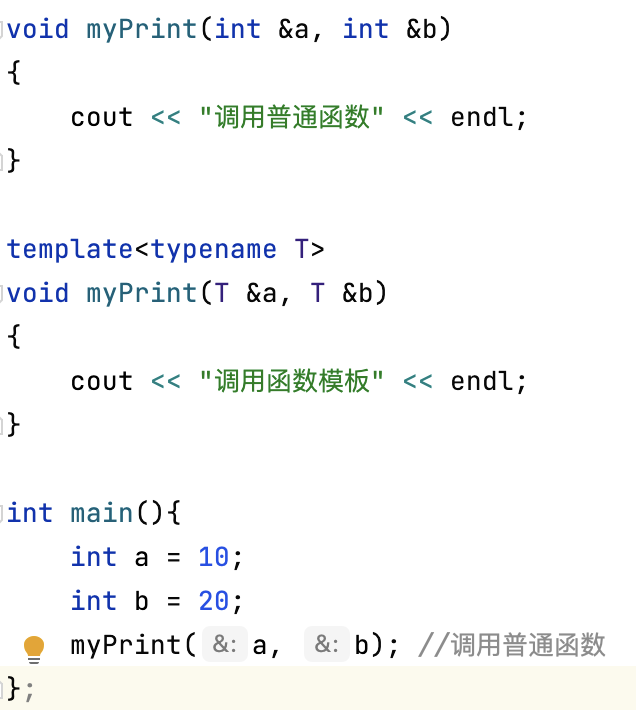 void myPrint(int &a, int &b)
{
    cout << "调用普通函数" << endl;
}

template<typename T>
void myPrint(T &a, T &b)
{
    cout << "调用函数模板" << endl;
}

int main(){
    int a = 10;
    int b = 20;
    myPrint( &: a, &: b); //调用普通函数
};